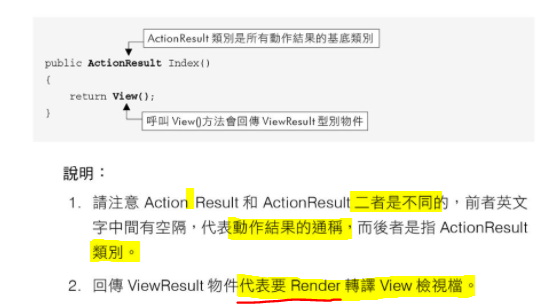 ActionResult 類別是所有動作結果的基底類別
public ActionResult Index()
{
return View();
}
呼叫 View()方法會回傳 ViewResult 型別物件
說明：
1. 請注意 Action Result 和 ActionResult 二者是不同的，前者英文
字中間有空隔，代表動作結果的通稱，而後者是指 ActionResult
類別。
2. 回傳 ViewResult 物件代表要 Render 轉譯 View 檢視檔。